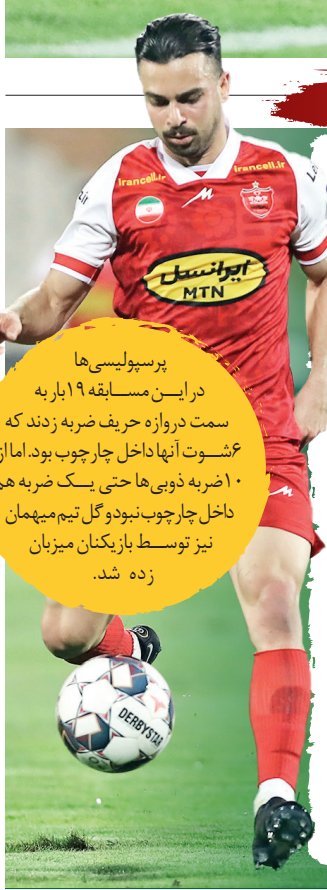 irancell.ir
irancell.ir
ایرانسل
MTN
پرسپولیسی‌ها
در این مسابقه ۱۹ بار به
سمت دروازه حریف ضربه زدند که
۶ شوت آنها داخل چارچوب بود. اما از
۱۰ ضربه ذوبی‌ها حتی یک ضربه هم
داخل چارچوب نبود و گل تیم میهمان
نیز توسط بازیکنان میزبان
زده شد.
DERBYSTAR